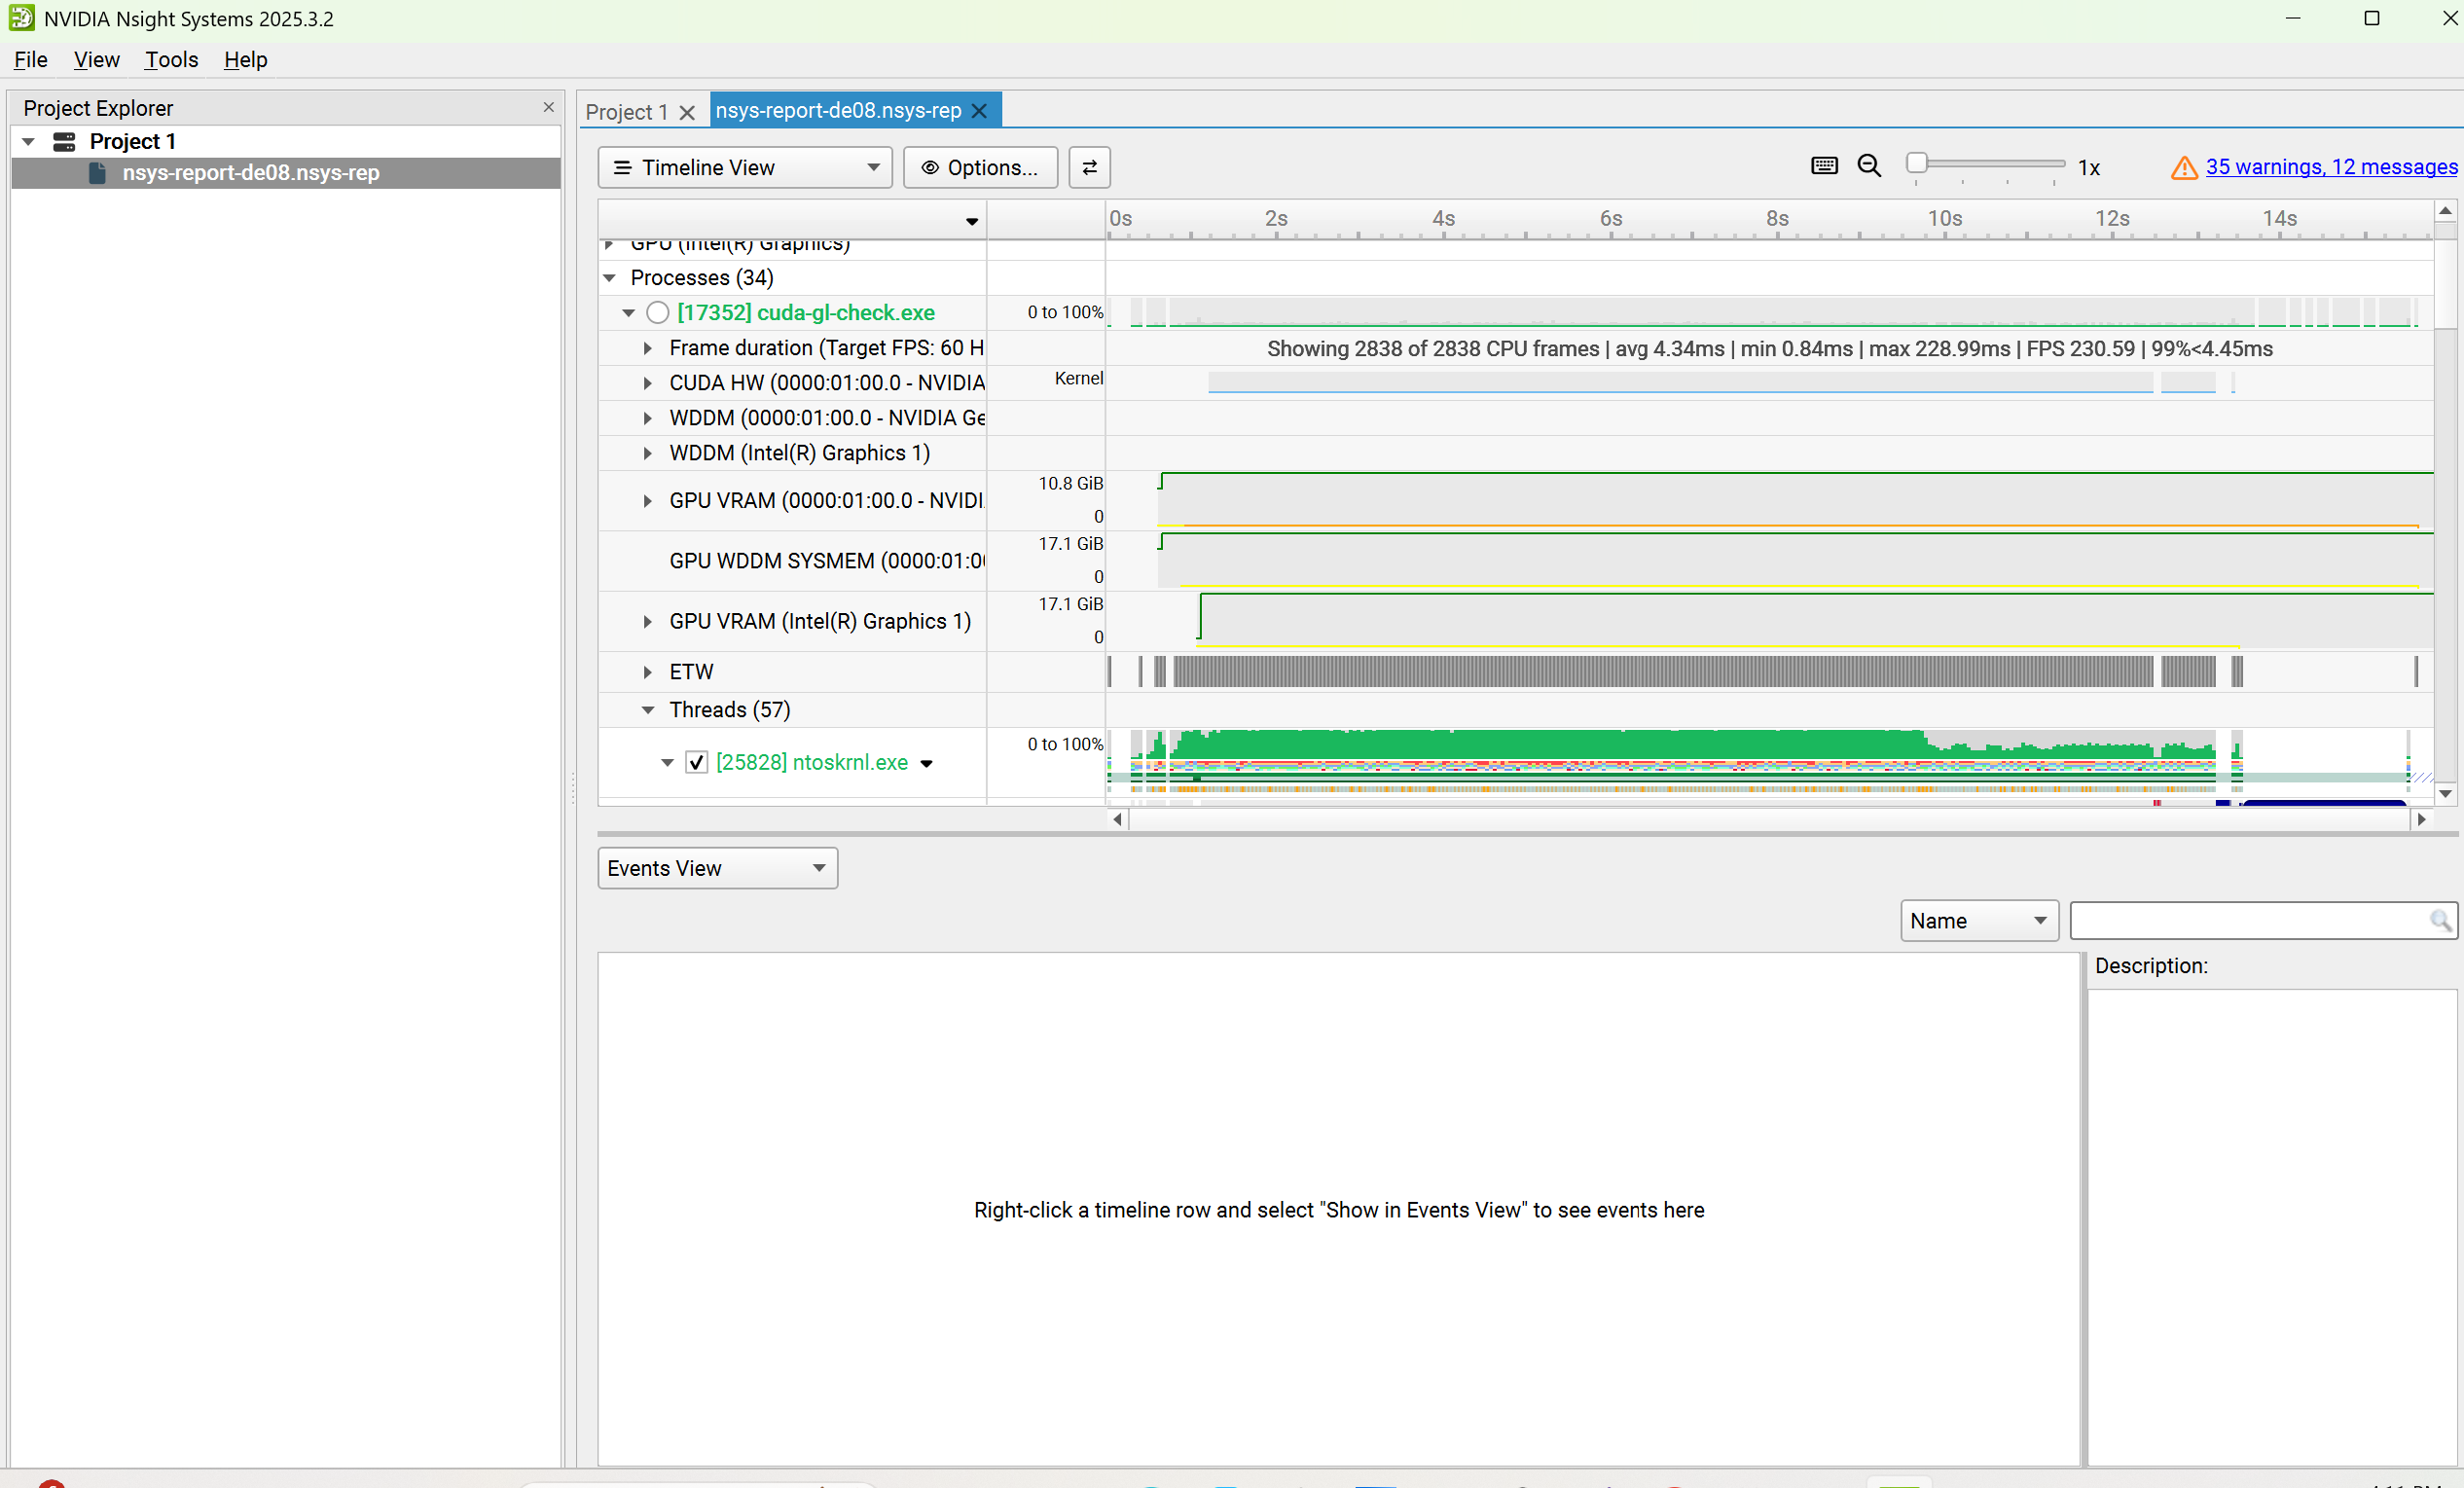 NVIDIA Nsight Systems 2025.3.2
File View Tools Help
Project Explorer
Project 1
nsys-report-de08.nsys-rep
Project 1
nsys-report-de08.nsys-rep
Timeline View
Options...
1x
35 warnings, 12 messages
0s 2s 4s 6s 8s 10s 12s 14s
GPU (Intel(R) Graphics)
Processes (34)
[17352] cuda-gl-check.exe
0 to 100%
Frame duration (Target FPS: 60 H
Showing 2838 of 2838 CPU frames | avg 4.34ms | min 0.84ms | max 228.99ms | FPS 230.59 | 99%<4.45ms
CUDA HW (0000:01:00.0 - NVIDIA
Kernel
WDDM (0000:01:00.0 - NVIDIA Ge
WDDM (Intel(R) Graphics 1)
GPU VRAM (0000:01:00.0 - NVIDI
10.8 GiB
0
GPU WDDM SYSMEM (0000:01:0
17.1 GiB
0
GPU VRAM (Intel(R) Graphics 1)
17.1 GiB
0
ETW
Threads (57)
[25828] ntoskrnl.exe
0 to 100%
Events View
Name
Description:
Right-click a timeline row and select "Show in Events View" to see events here